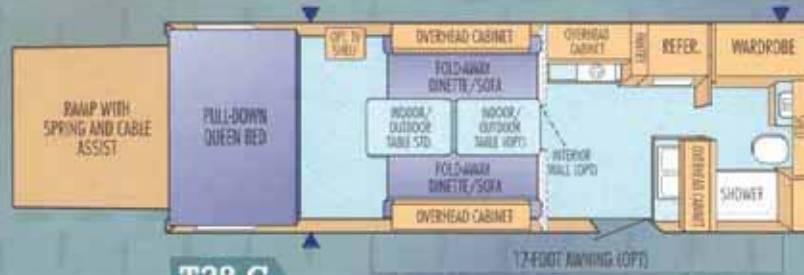 RAMP WITH
SPRING AND CABLE
ASSIST
PULL-DOWN
QUEEN BED
OPT. TV
SHELF
OVERHEAD CABINET
FOLD-AWAY
DINETTE/SOFA
INDOOR/
OUTDOOR
TABLE STD.
INDOOR/
OUTDOOR
TABLE (OPT)
FOLD-AWAY
DINETTE/SOFA
OVERHEAD CABINET
INTERIOR
WALL (OPT)
OVERHEAD
CABINET
PANTRY
REFER.
WARDROBE
OVERHEAD CABINET
SHOWER
17-FOOT AWNING (OPT)